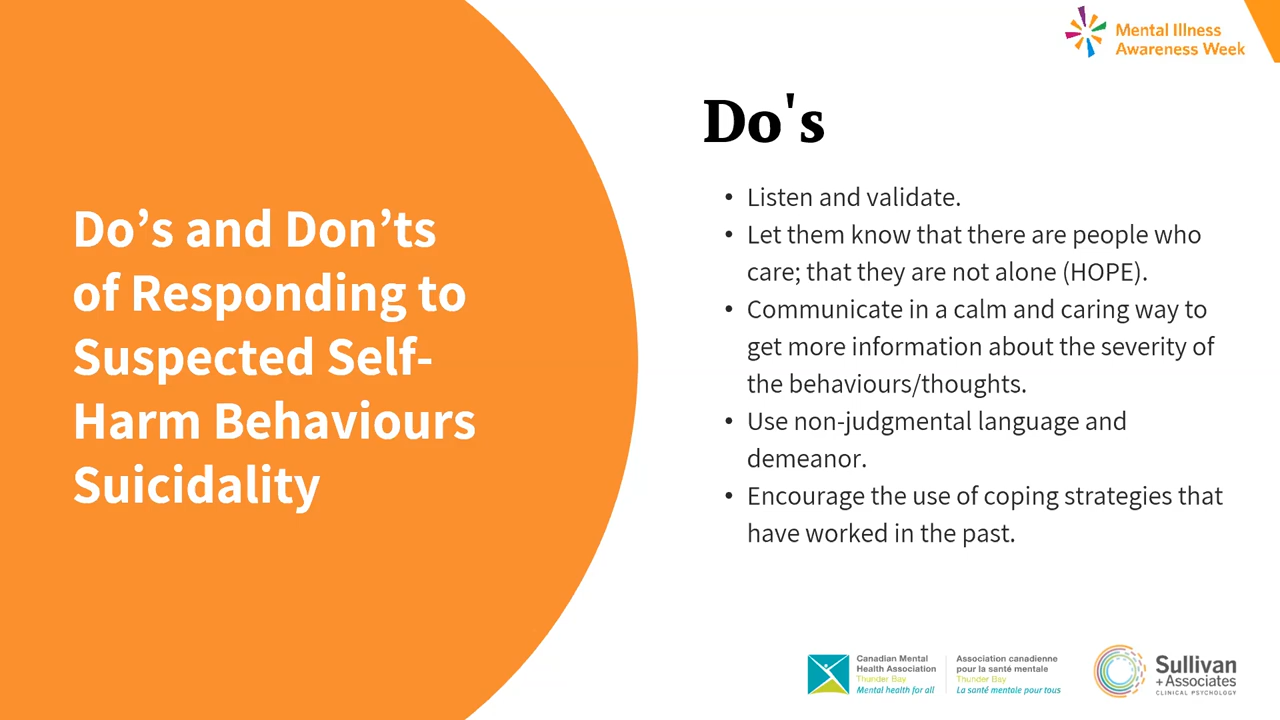 Mental Illness
Awareness Week
Do’s and Don’ts
of Responding to
Suspected Self-
Harm Behaviours
Suicidality
Do's
• Listen and validate.
• Let them know that there are people who
care; that they are not alone (HOPE).
• Communicate in a calm and caring way to
get more information about the severity of
the behaviours/thoughts.
• Use non-judgmental language and
demeanor.
• Encourage the use of coping strategies that
have worked in the past.
Canadian Mental
Health Association
Thunder Bay
Mental health for all
Association canadienne
pour la santé mentale
Thunder Bay
La santé mentale pour tous
Sullivan
+ Associates
CLINICAL PSYCHOLOGY